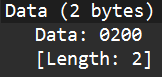 Data (2 bytes)
Data: 0200
[Length: 2]